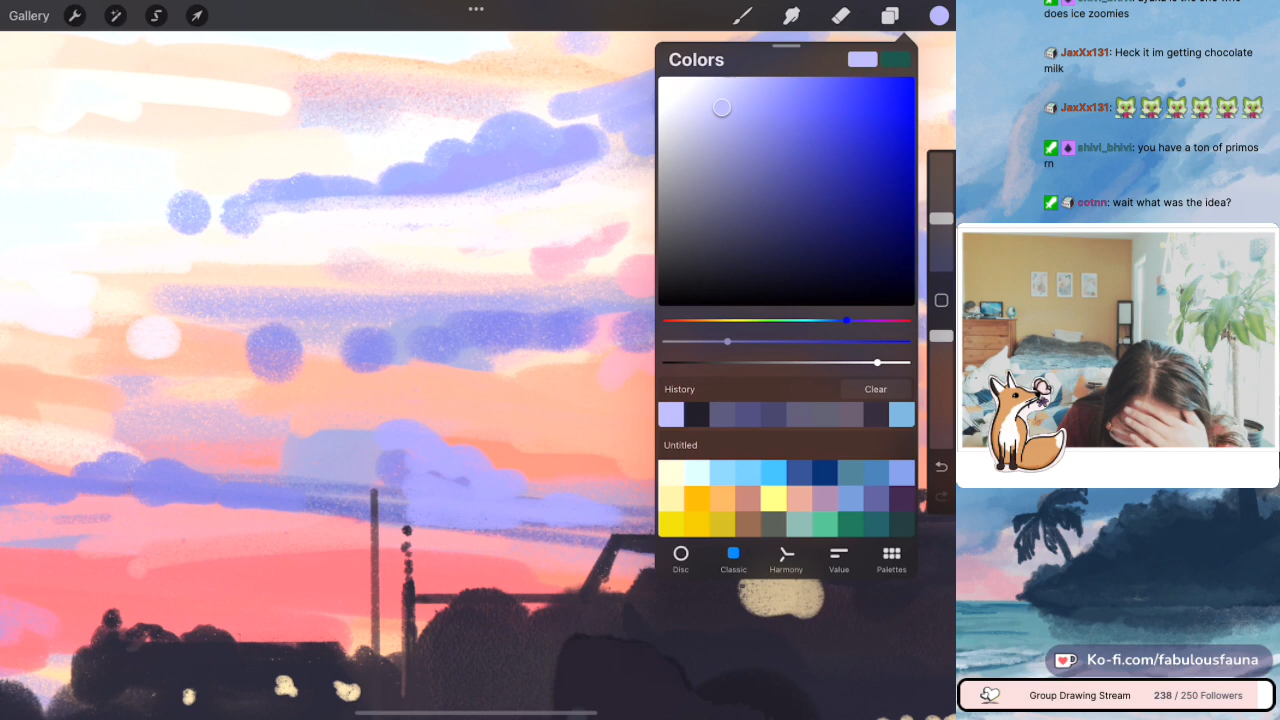 Gallery
Colors
History
Clear
Untitled
Disc
Classic
Harmony
Value
Palettes
does ice zoomies
JaxXx131: Heck it im getting chocolate
milk
JaxXx131:
shivi_bhivi: you have a ton of primos
rn
ootnn: wait what was the idea?
Ko-fi.com/fabulousfauna
Group Drawing Stream 238 / 250 Followers